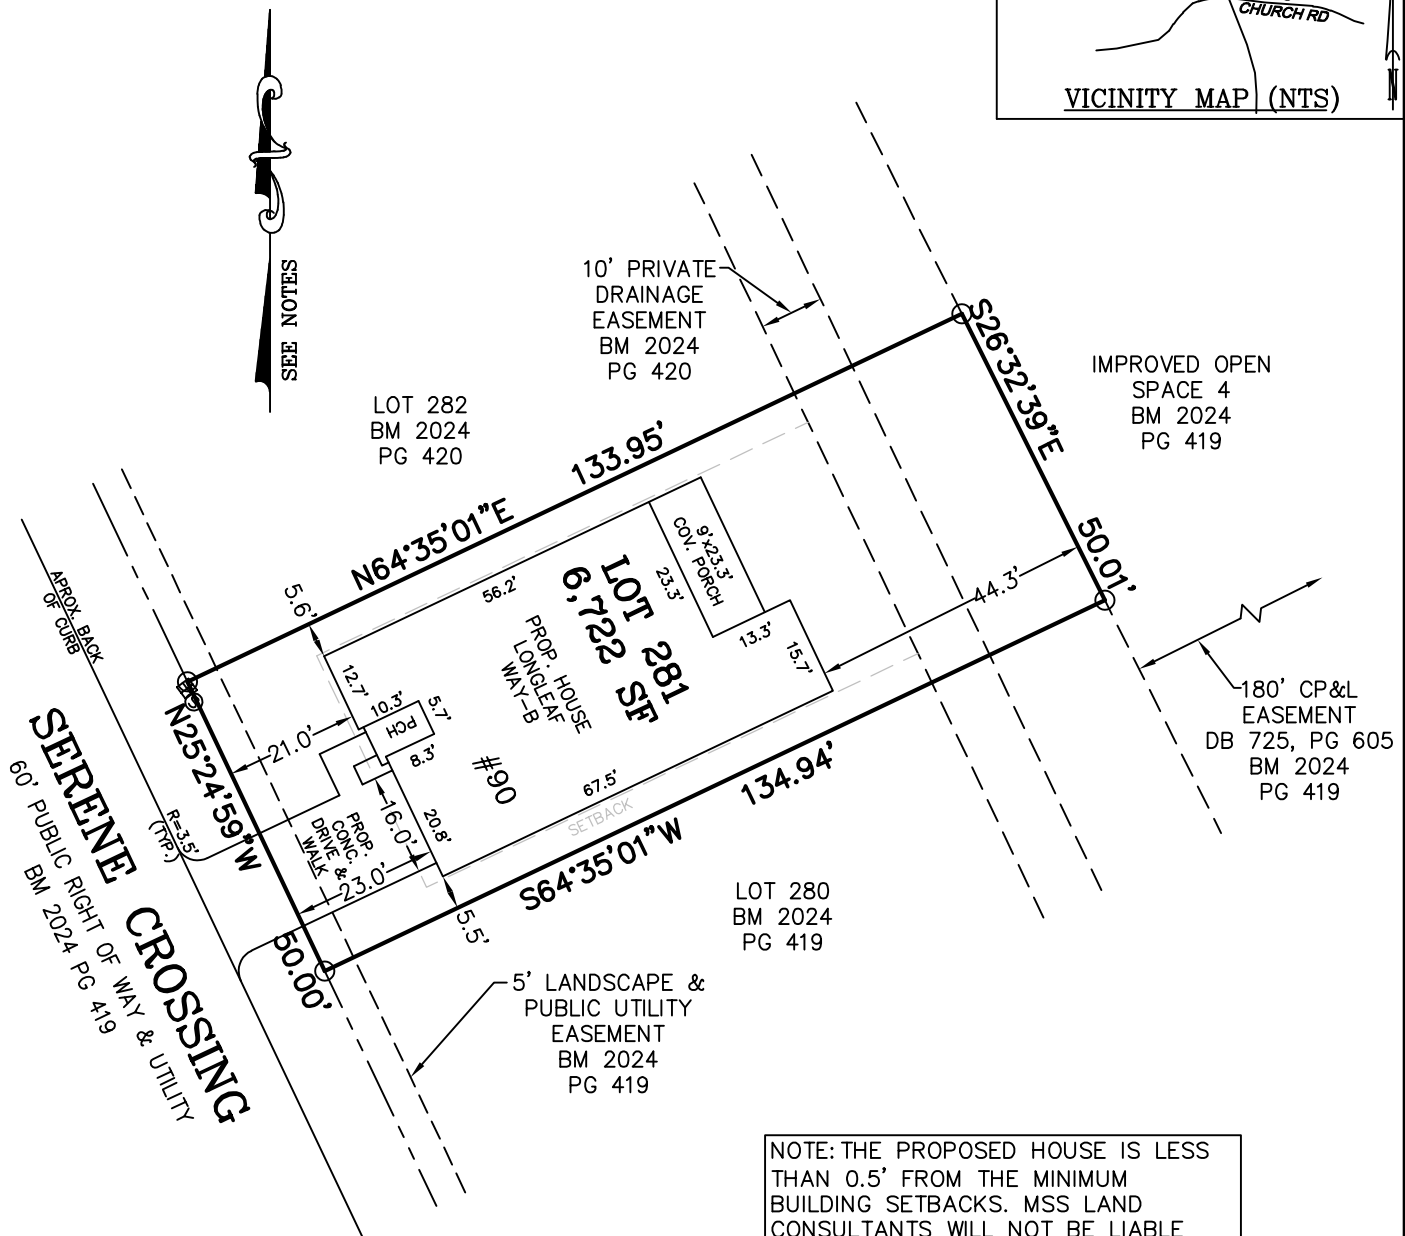 CHURCH RD
VICINITY MAP (NTS)
N
SEE NOTES
10' PRIVATE
DRAINAGE
EASEMENT
BM 2024
PG 420
S26°32'39"E
50.01'
IMPROVED OPEN
SPACE 4
BM 2024
PG 419
LOT 282
BM 2024
PG 420
N64°35'01"E
133.95'
5.6'
56.2'
9'x23.3'
COV. PORCH
23.3'
13.3'
15.7'
44.3'
LOT 281
6,722 SF
PROP. HOUSE
LONGLEAF
WAY-B
#90
12.7'
10.3'
5.7'
PCH
8.3'
21.0'
16.0'
20.8'
23.0'
67.5'
SETBACK
5.5'
PROP.
CONC.
DRIVE &
WALK
APROX. BACK
OF CURB
N25°24'59"W
50.00'
R=3.5'
(TYP.)
SERENE CROSSING
60' PUBLIC RIGHT OF WAY & UTILITY
BM 2024 PG 419
S64°35'01"W
134.94'
180' CP&L
EASEMENT
DB 725, PG 605
BM 2024
PG 419
LOT 280
BM 2024
PG 419
5' LANDSCAPE &
PUBLIC UTILITY
EASEMENT
BM 2024
PG 419
NOTE: THE PROPOSED HOUSE IS LESS
THAN 0.5' FROM THE MINIMUM
BUILDING SETBACKS. MSS LAND
CONSULTANTS WILL NOT BE LIABLE